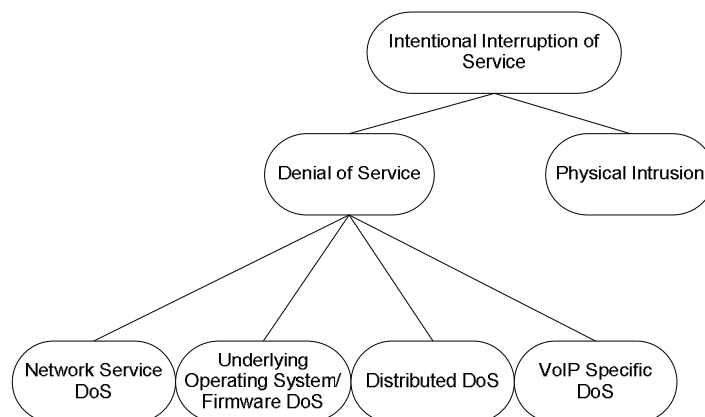 Intentional Interruption of
Service
Denial of Service
Physical Intrusion
Network Service
DoS
Underlying
Operating System/
Firmware DoS
Distributed DoS
VoIP Specific
DoS